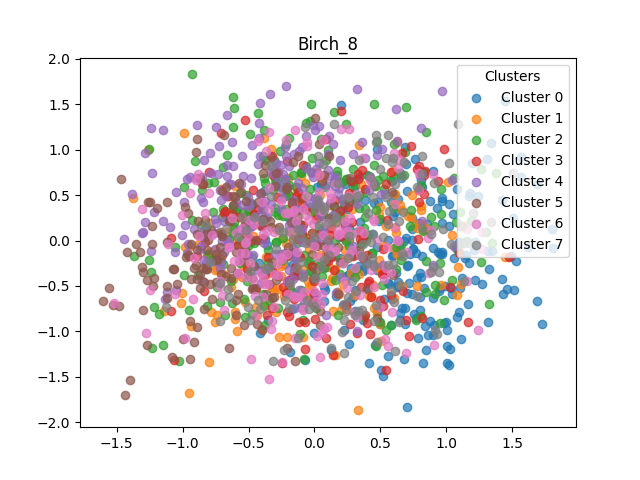 Birch_8
2.0
1.5
1.0
0.5
0.0
−0.5
−1.0
−1.5
−2.0
Clusters
Cluster 0
Cluster 1
Cluster 2
Cluster 3
Cluster 4
Cluster 5
Cluster 6
Cluster 7
−1.5 −1.0 −0.5 0.0 0.5 1.0 1.5